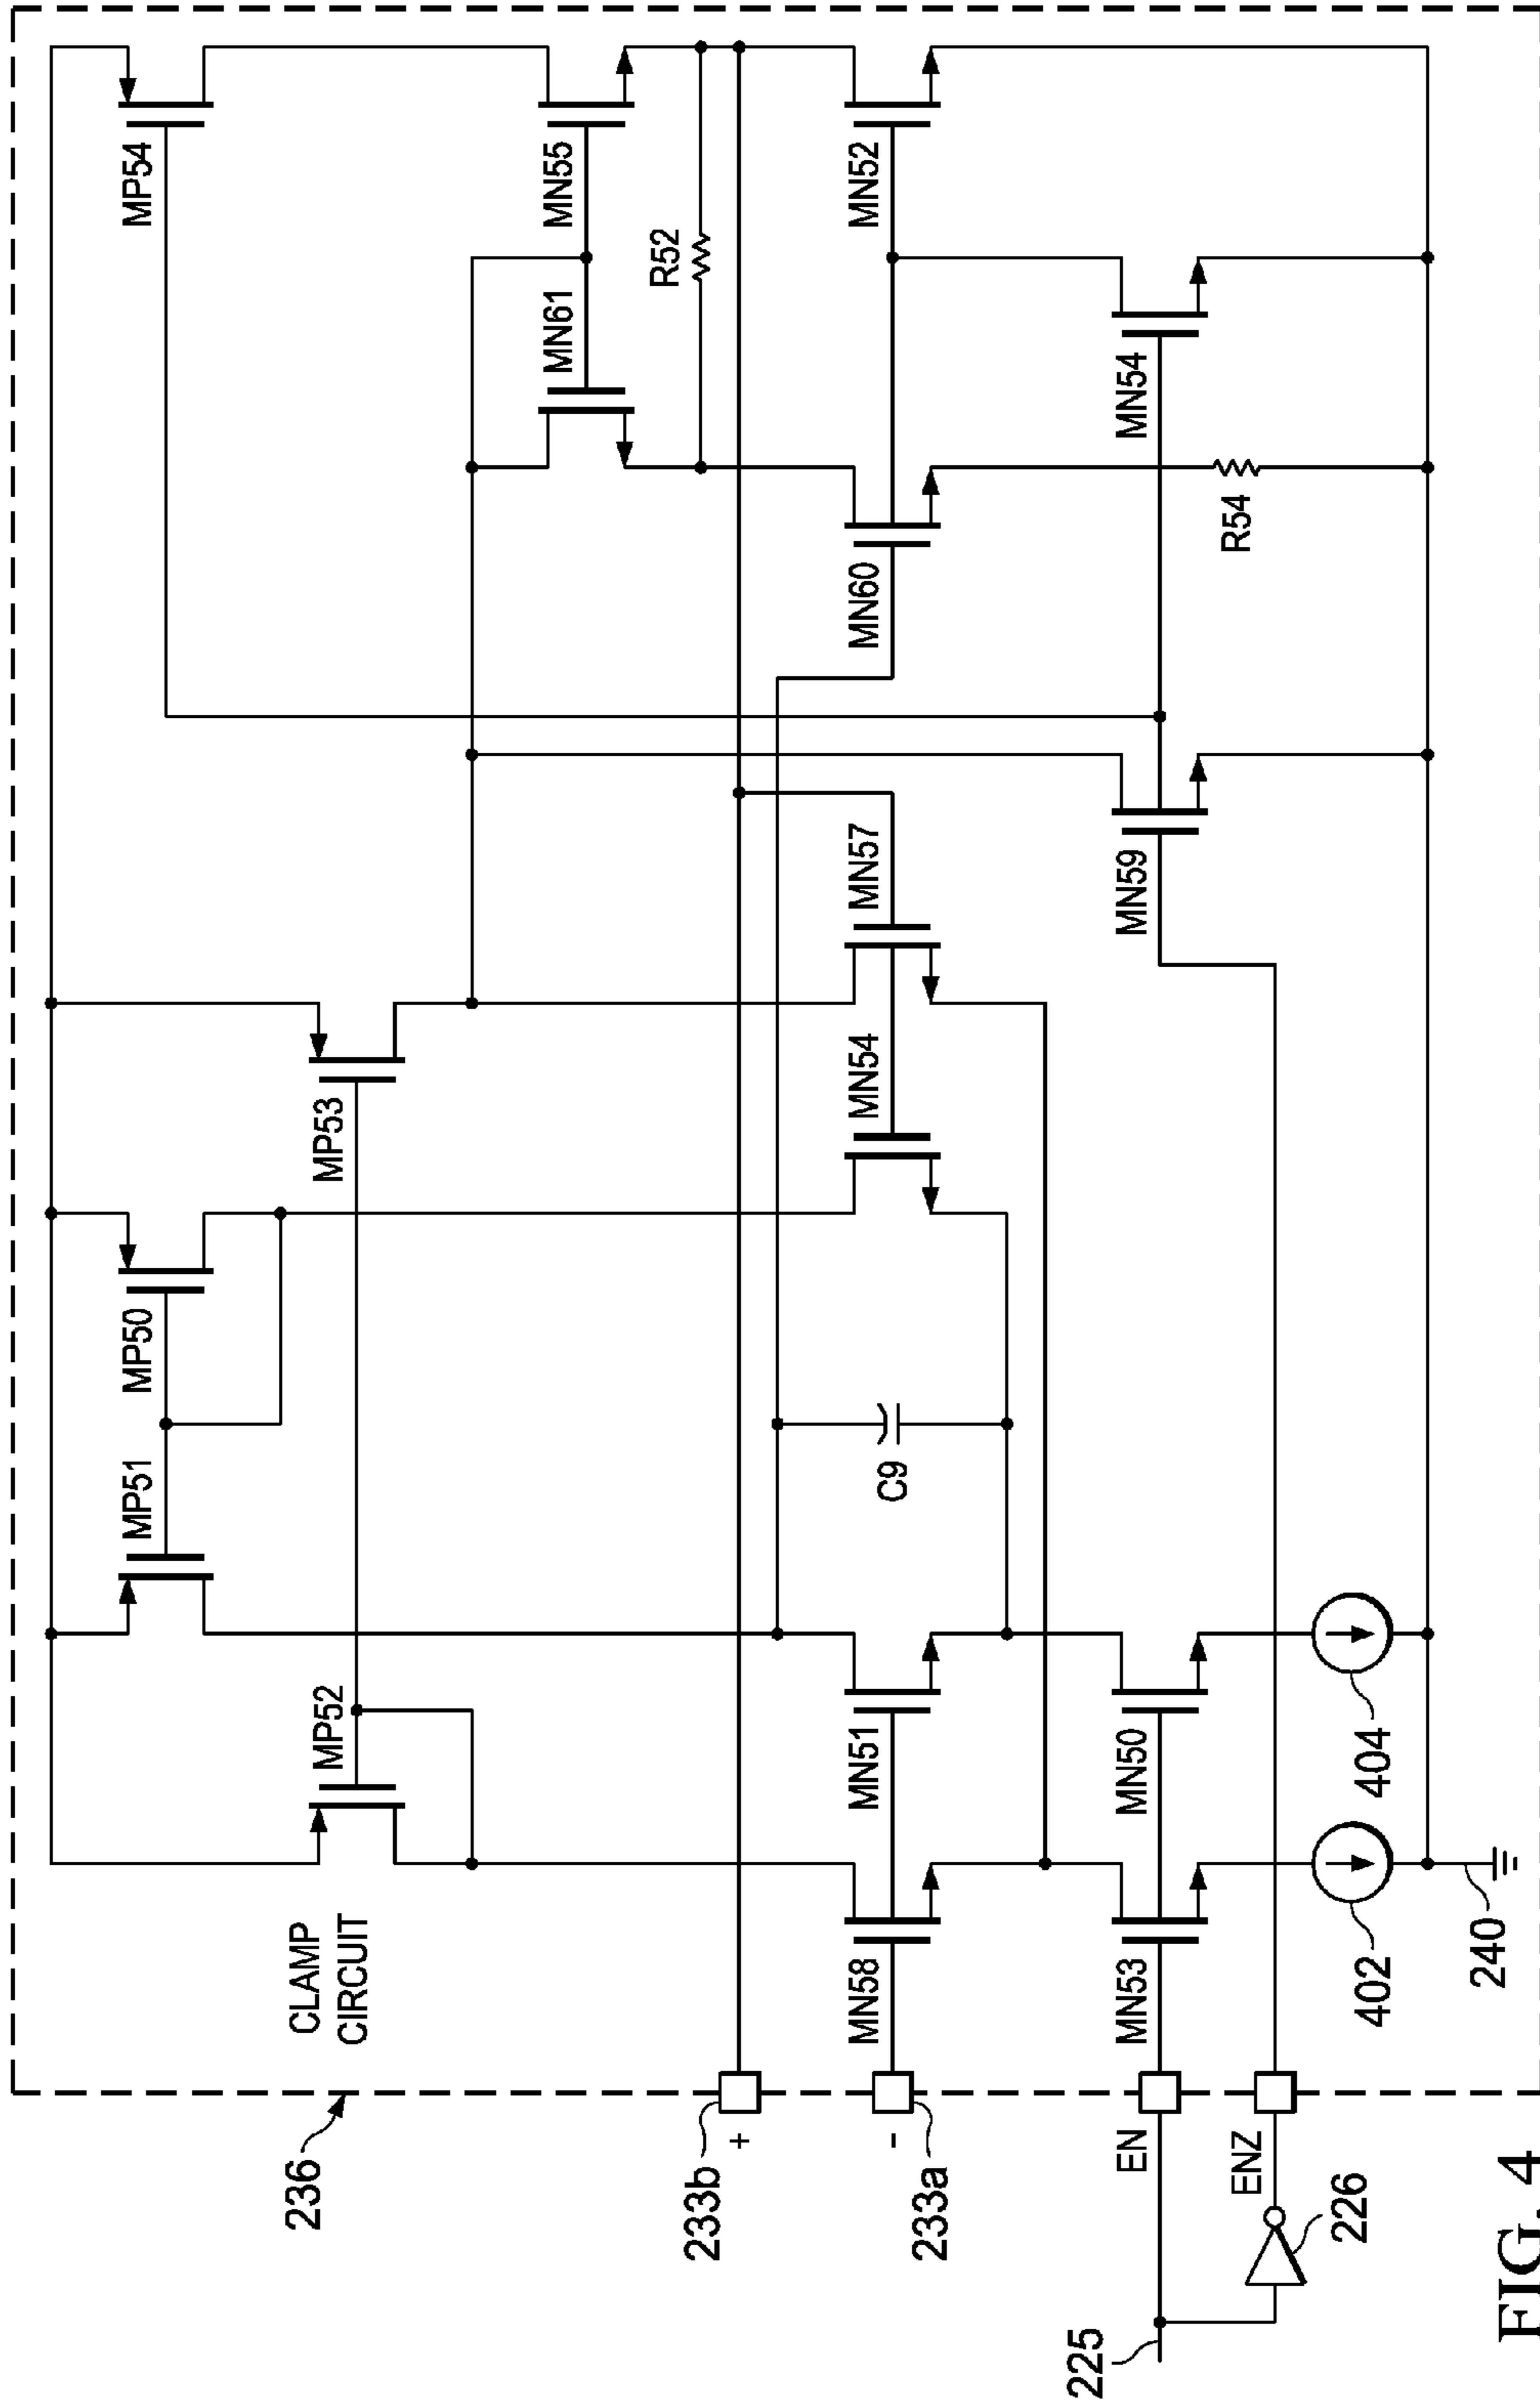 MP51
MP50
MP54
236
CLAMP
CIRCUIT
MP52
MP53
MN61
MN55
R52
233b
+
MN58
MN51
MN54
MN57
MN60
MN52
-
C9
233a
225
EN
MN53
MN50
MN59
MN54
R54
ENZ
226
402
404
240
FIG. 4